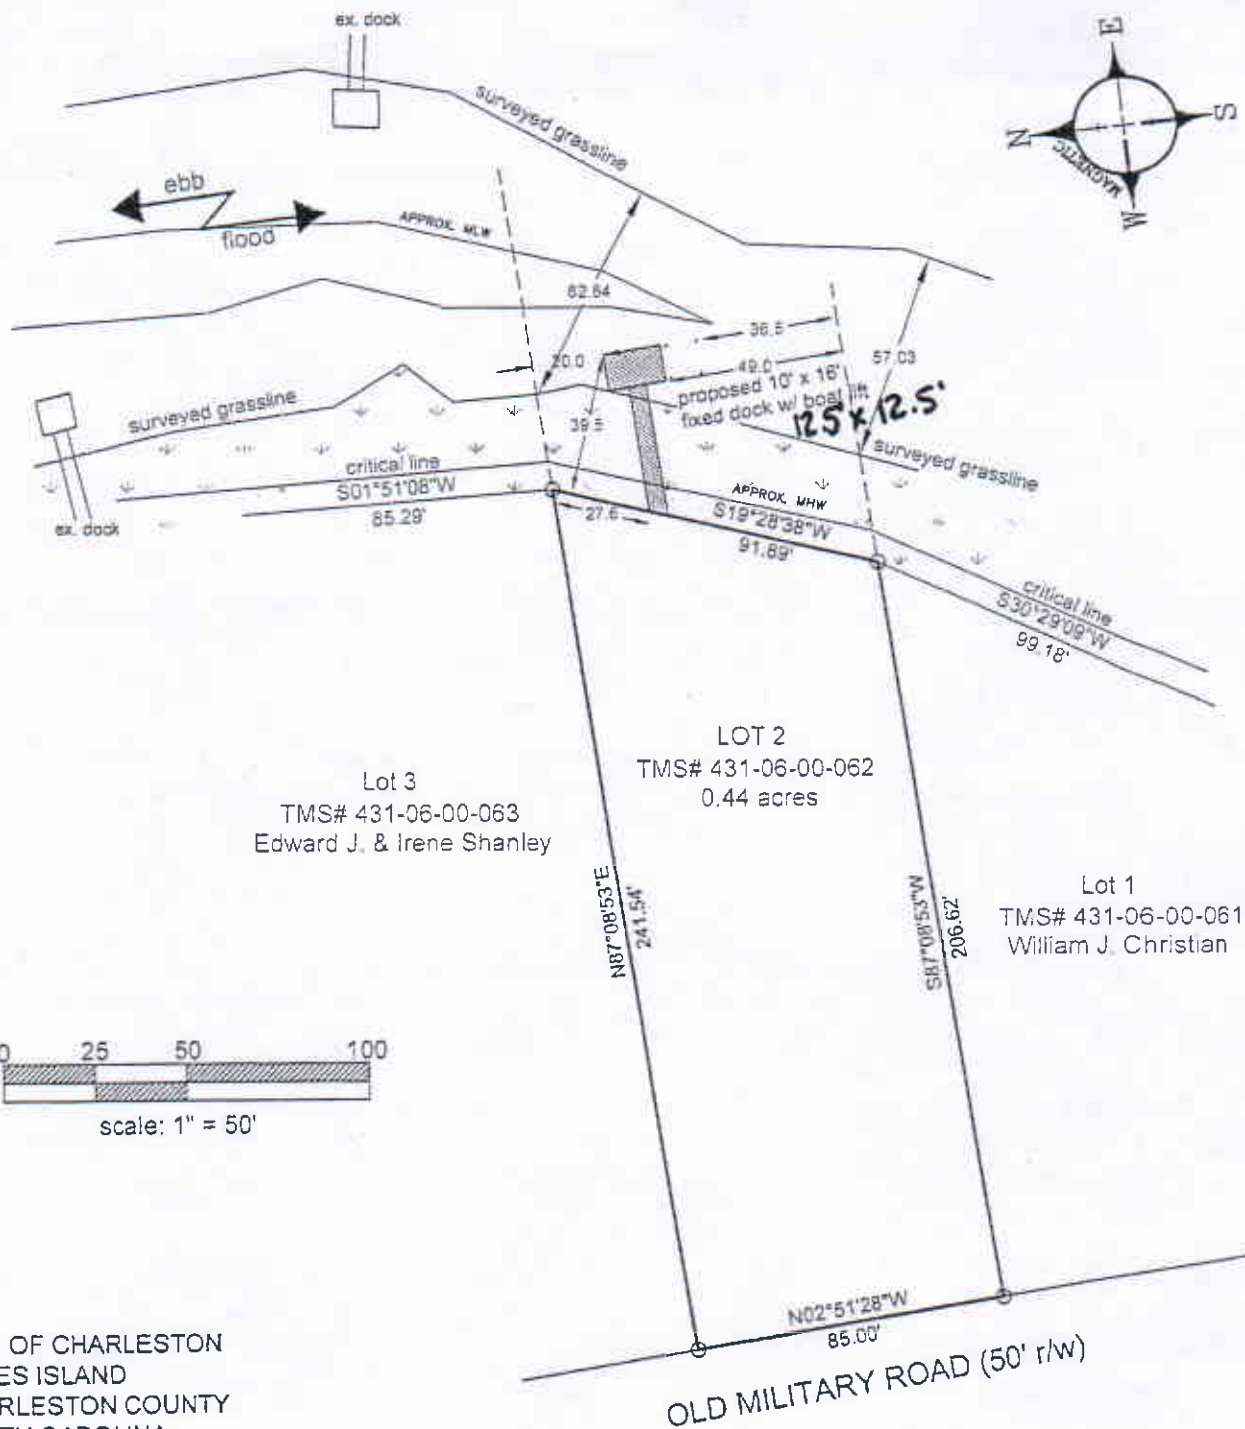 ex. dock
surveyed grassline
E
S
N
W
MAGNETIC
ebb
flood
APPROX. MLW
62.64
36.5
57.03
20.0
49.0
proposed 10' x 16'
fixed dock w/ boat lift
12.5' x 12.5'
39.5
surveyed grassline
surveyed grassline
critical line
S01°51'08"W
85.29'
ex. dock
27.6
APPROX. MHW
S19°28'38"W
91.89'
critical line
S30°29'09"W
99.18'
LOT 2
TMS# 431-06-00-062
0.44 acres
Lot 3
TMS# 431-06-00-063
Edward J. & Irene Shanley
Lot 1
TMS# 431-06-00-061
William J. Christian
N87°08'53"E
241.54'
S87°08'53"W
206.62'
0 25 50 100
scale: 1" = 50'
N02°51'28"W
85.00'
OLD MILITARY ROAD (50' r/w)
OF CHARLESTON
ES ISLAND
RLESTON COUNTY